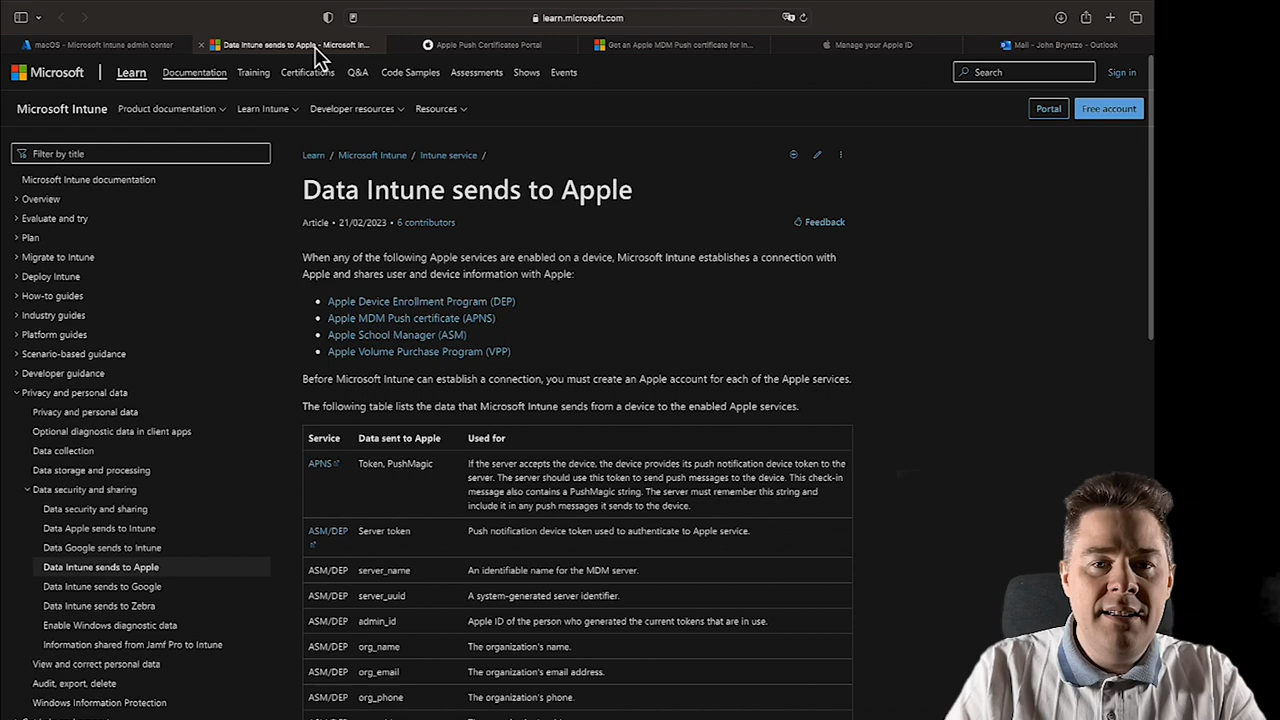 learn.microsoft.com
macOS - Microsoft Intune admin center
Data Intune sends to Apple - Microsoft In...
Apple Push Certificates Portal
Get an Apple MDM Push certificate for In...
Manage your Apple ID
Mail - John Bryntze - Outlook
Microsoft
Learn
Documentation
Training
Certifications
Q&A
Code Samples
Assessments
Shows
Events
Search
Sign in
Microsoft Intune
Product documentation
Learn Intune
Developer resources
Resources
Portal
Free account
Filter by title
Microsoft Intune documentation
Overview
Evaluate and try
Plan
Migrate to Intune
Deploy Intune
How-to guides
Industry guides
Platform guides
Scenario-based guidance
Developer guidance
Privacy and personal data
Privacy and personal data
Optional diagnostic data in client apps
Data collection
Data storage and processing
Data security and sharing
Data security and sharing
Data Apple sends to Intune
Data Google sends to Intune
Data Intune sends to Apple
Data Intune sends to Google
Data Intune sends to Zebra
Enable Windows diagnostic data
Information shared from Jamf Pro to Intune
View and correct personal data
Audit, export, delete
Windows Information Protection
Learn / Microsoft Intune / Intune service /
Data Intune sends to Apple
Article • 21/02/2023 • 6 contributors
Feedback
When any of the following Apple services are enabled on a device, Microsoft Intune establishes a connection with
Apple and shares user and device information with Apple:
• Apple Device Enrollment Program (DEP)
• Apple MDM Push certificate (APNS)
• Apple School Manager (ASM)
• Apple Volume Purchase Program (VPP)
Before Microsoft Intune can establish a connection, you must create an Apple account for each of the Apple services.
The following table lists the data that Microsoft Intune sends from a device to the enabled Apple services.
Service Data sent to Apple Used for
APNS Token, PushMagic If the server accepts the device, the device provides its push notification device token to the
server. The server should use this token to send push messages to the device. This check-in
message also contains a PushMagic string. The server must remember this string and
include it in any push messages it sends to the device.
ASM/DEP Server token Push notification device token used to authenticate to Apple service.
ASM/DEP server_name An identifiable name for the MDM server.
ASM/DEP server_uuid A system-generated server identifier.
ASM/DEP admin_id Apple ID of the person who generated the current tokens that are in use.
ASM/DEP org_name The organization's name.
ASM/DEP org_email The organization's email address.
ASM/DEP org_phone The organization's phone.